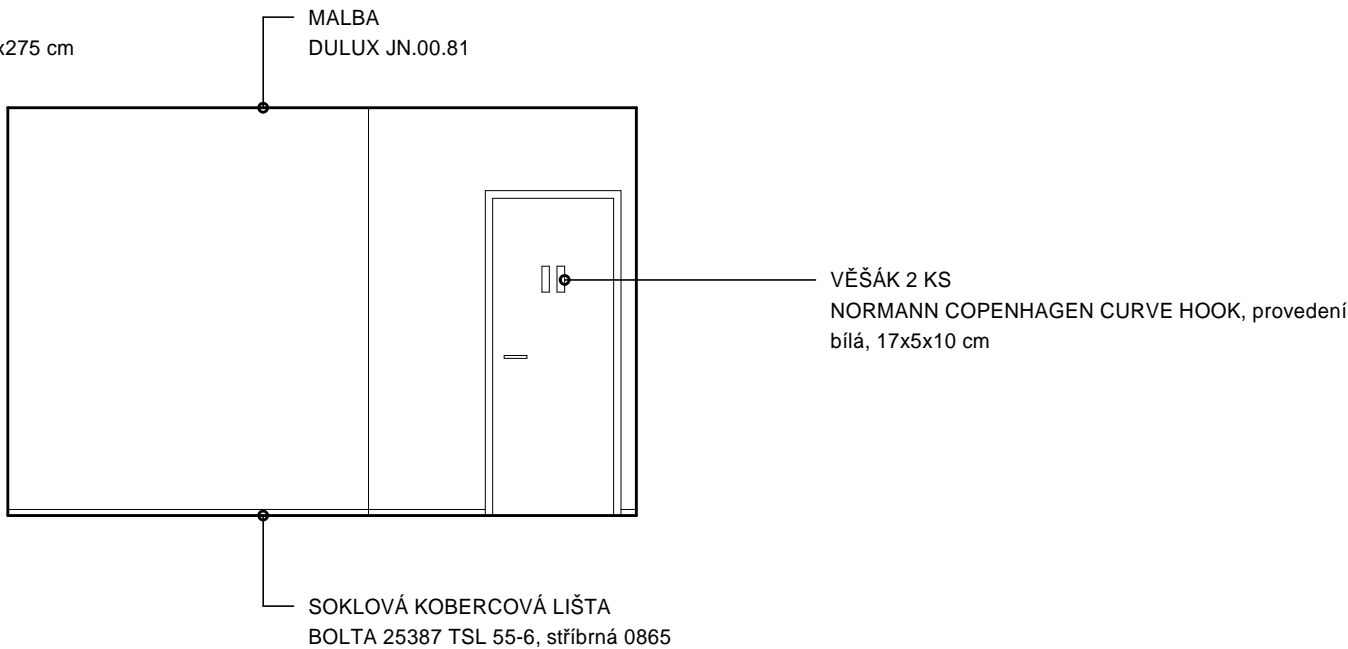 MALBA
x275 cm
DULUX JN.00.81
VĚŠÁK 2 KS
NORMANN COPENHAGEN CURVE HOOK, provedení
bílá, 17x5x10 cm
SOKLOVÁ KOBERCOVÁ LIŠTA
BOLTA 25387 TSL 55-6, stříbrná 0865